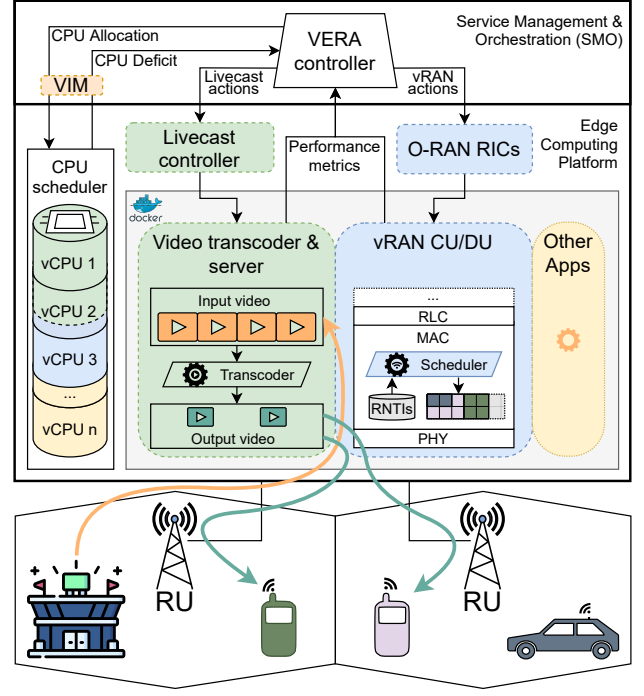 CPU Allocation
CPU Deficit
VIM
VERA
controller
Service Management &
Orchestration (SMO)
Livecast
actions
vRAN
actions
Livecast
controller
Performance
metrics
O-RAN RICs
Edge
Computing
Platform
CPU
scheduler
vCPU 1
vCPU 2
vCPU 3
...
vCPU n
docker
Video transcoder &
server
Input video
Transcoder
Output video
vRAN CU/DU
...
RLC
MAC
Scheduler
RNTIs
PHY
Other
Apps
RU
RU